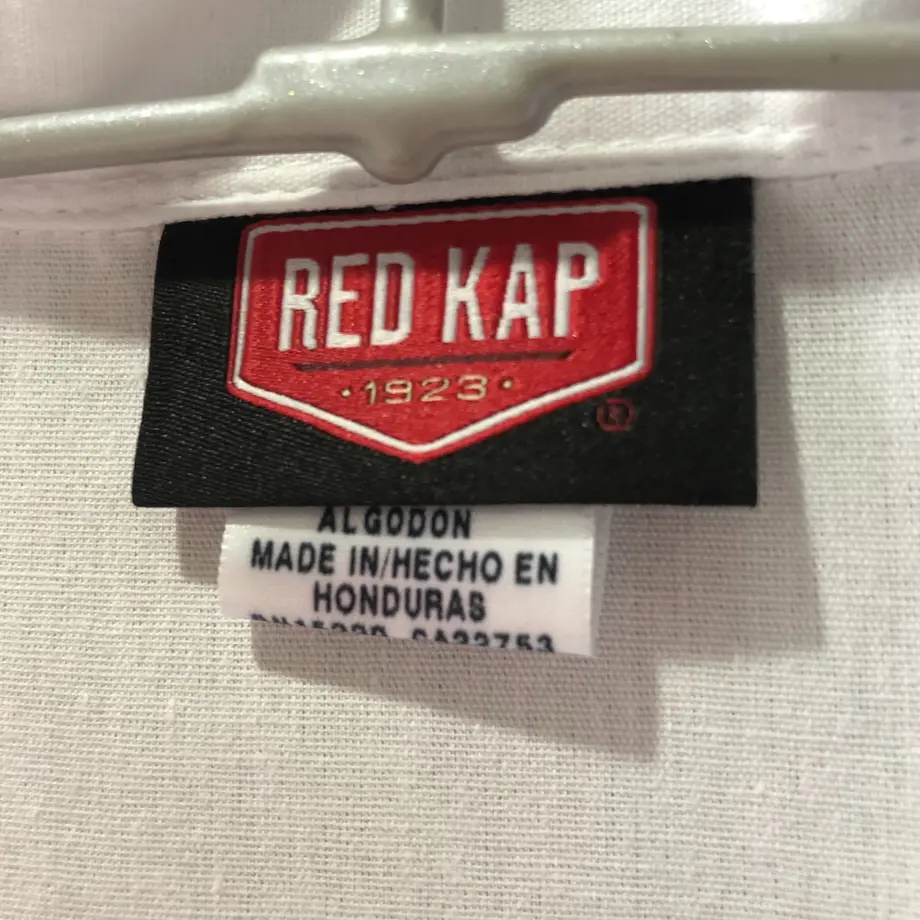 RED KAP
·1923·
®
ALGODON
MADE IN/HECHO EN
HONDURAS